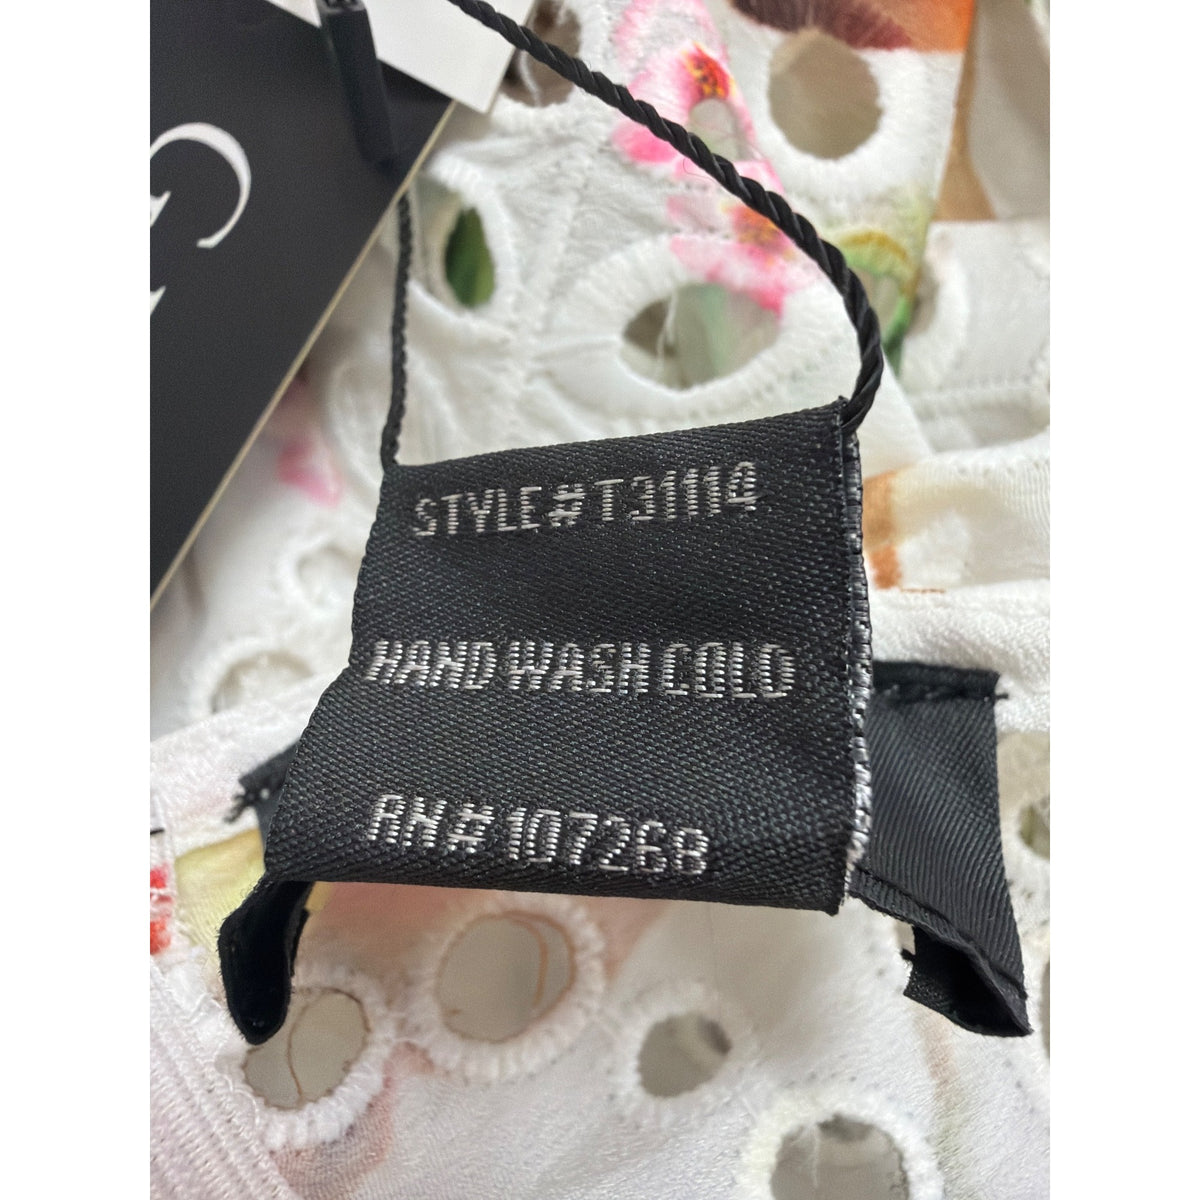 STYLE#T31114
HAND WASH COLD
RN#107268